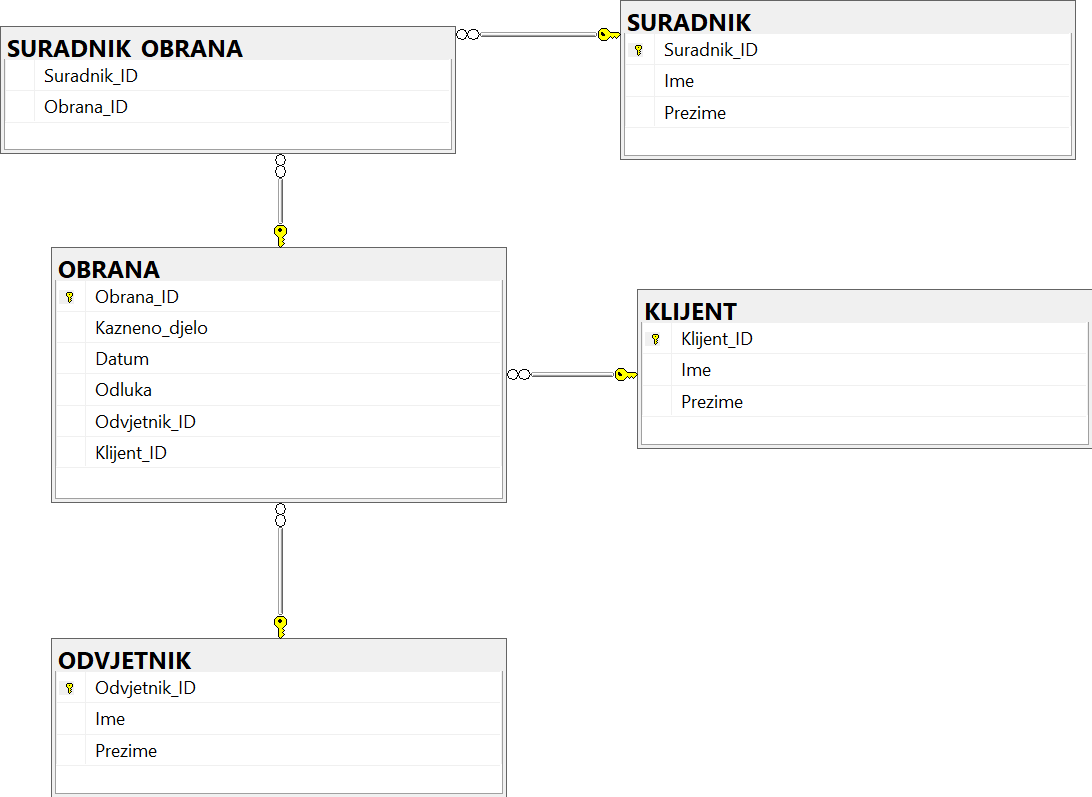 SURADNIK_OBRANA
Suradnik_ID
Obrana_ID
SURADNIK
Suradnik_ID
Ime
Prezime
OBRANA
Obrana_ID
Kazneno_djelo
Datum
Odluka
Odvjetnik_ID
Klijent_ID
KLIJENT
Klijent_ID
Ime
Prezime
ODVJETNIK
Odvjetnik_ID
Ime
Prezime